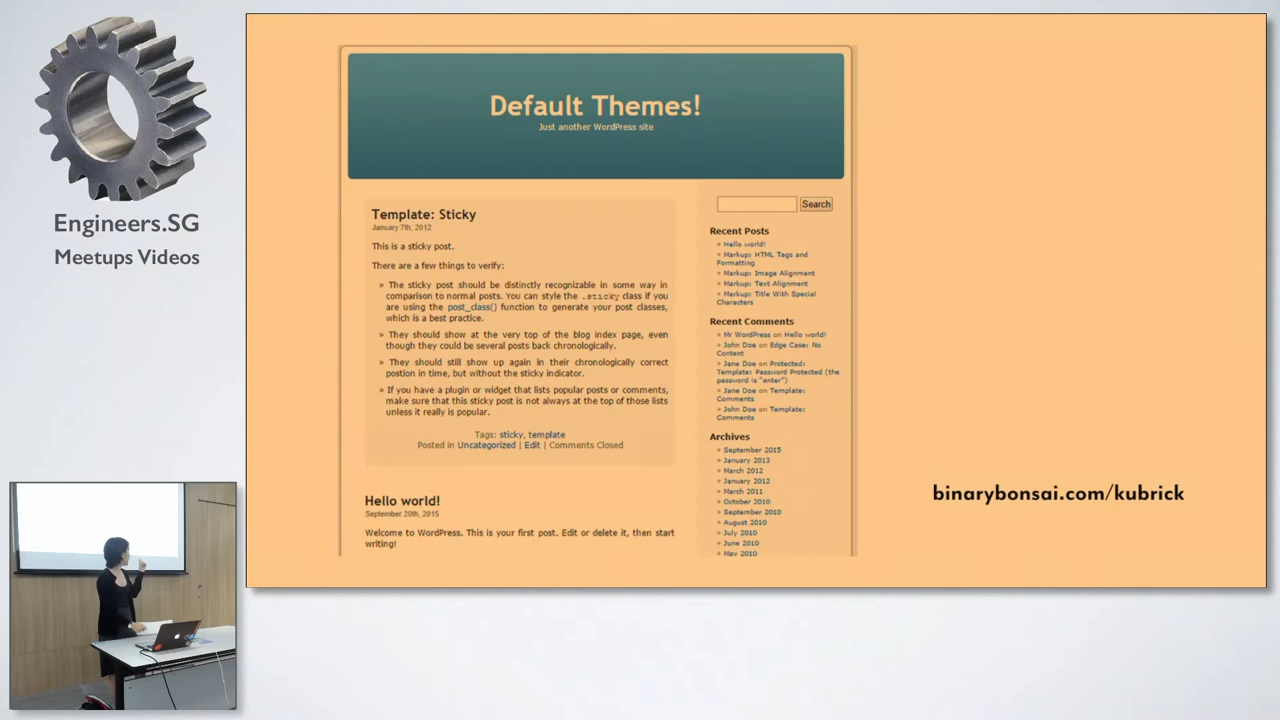 Engineers.SG
Meetups Videos
Default Themes!
Just another WordPress site
Template: Sticky
January 7th, 2012
This is a sticky post.
There are a few things to verify:
» The sticky post should be distinctly recognizable in some way in
comparison to normal posts. You can style the .sticky class if you
are using the post_class() function to generate your post classes,
which is a best practice.
» They should show at the very top of the blog index page, even
though they could be several posts back chronologically.
» They should still show up again in their chronologically correct
postion in time, but without the sticky indicator.
» If you have a plugin or widget that lists popular posts or comments,
make sure that this sticky post is not always at the top of those lists
unless it really is popular.
Tags: sticky, template
Posted in Uncategorized | Edit | Comments Closed
Hello world!
September 20th, 2015
Welcome to WordPress. This is your first post. Edit or delete it, then start
writing!
Search
Recent Posts
» Hello world!
» Markup: HTML Tags and
Formatting
» Markup: Image Alignment
» Markup: Text Alignment
» Markup: Title With Special
Characters
Recent Comments
» Mr WordPress on Hello world!
» John Doe on Edge Case: No
Content
» Jane Doe on Protected:
Template: Password Protected (the
password is "enter")
» Jane Doe on Template:
Comments
» John Doe on Template:
Comments
Archives
» September 2015
» January 2013
» March 2012
» January 2012
» March 2011
» October 2010
» September 2010
» August 2010
» July 2010
» June 2010
» May 2010
binarybonsai.com/kubrick